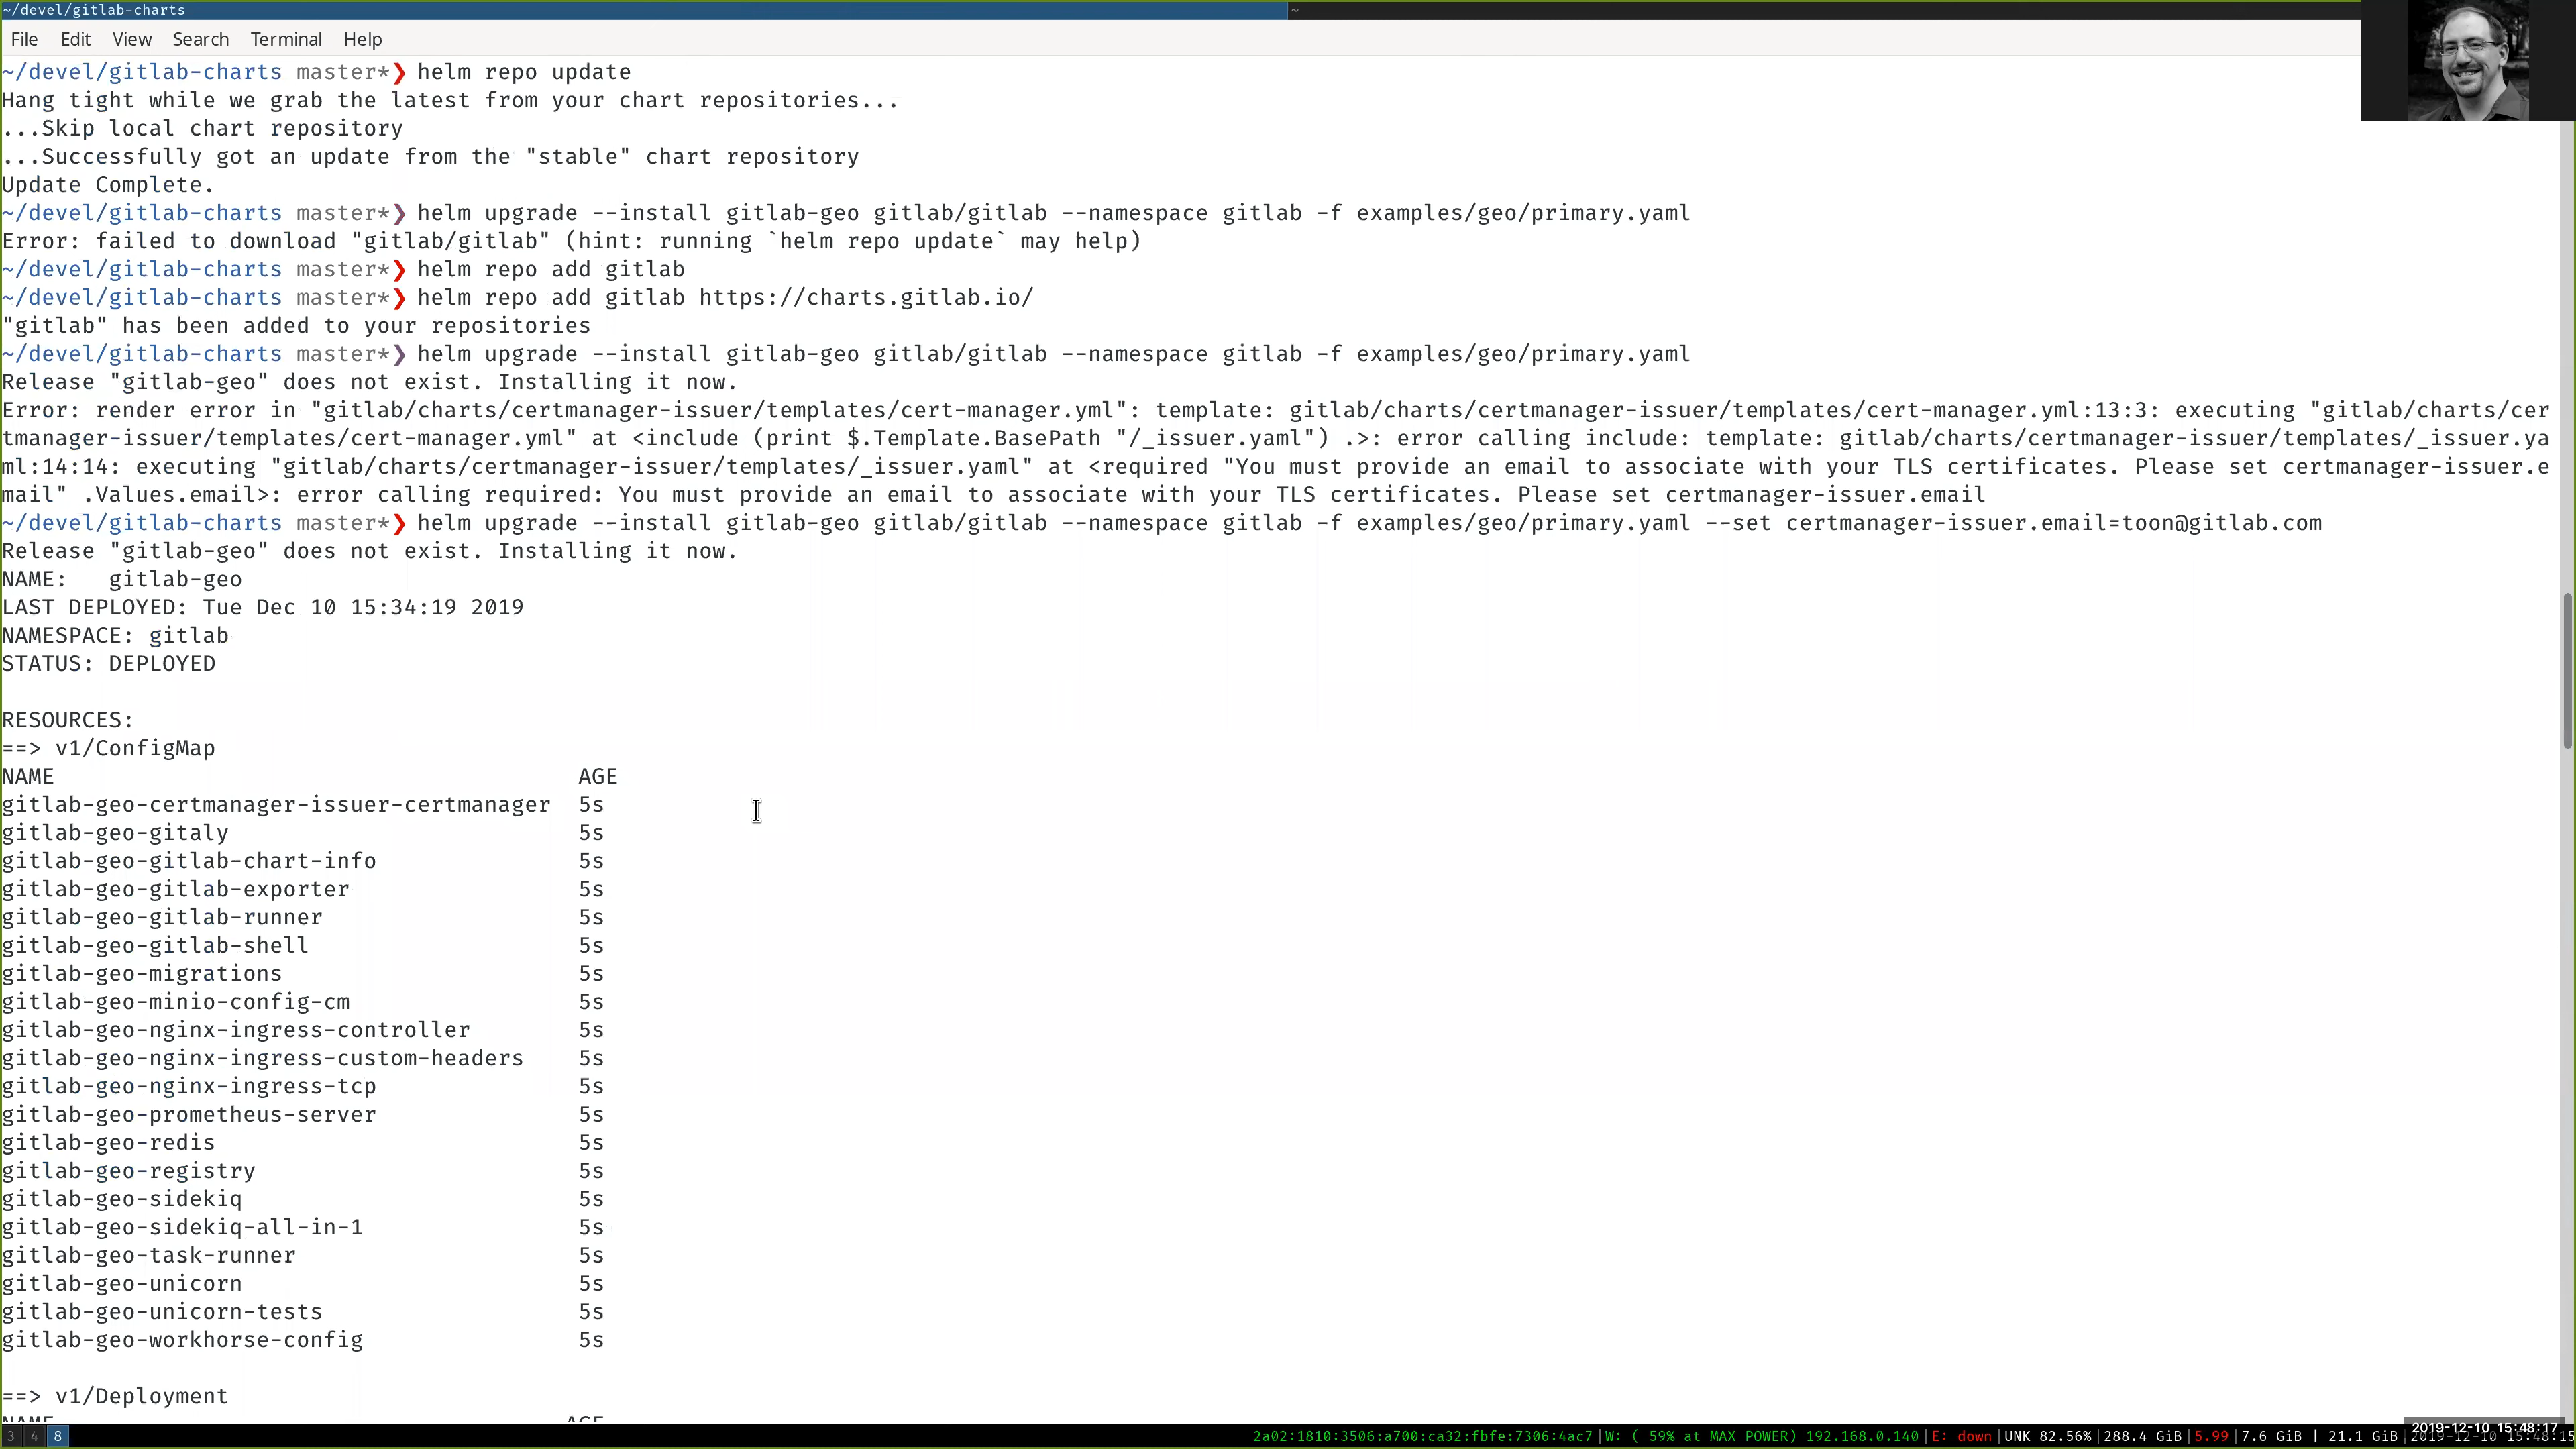 ~/devel/gitlab-charts
~
File Edit View Search Terminal Help
~/devel/gitlab-charts master*❯ helm repo update
Hang tight while we grab the latest from your chart repositories...
...Skip local chart repository
...Successfully got an update from the "stable" chart repository
Update Complete.
~/devel/gitlab-charts master*❯ helm upgrade --install gitlab-geo gitlab/gitlab --namespace gitlab -f examples/geo/primary.yaml
Error: failed to download "gitlab/gitlab" (hint: running `helm repo update` may help)
~/devel/gitlab-charts master*❯ helm repo add gitlab
~/devel/gitlab-charts master*❯ helm repo add gitlab https://charts.gitlab.io/
"gitlab" has been added to your repositories
~/devel/gitlab-charts master*❯ helm upgrade --install gitlab-geo gitlab/gitlab --namespace gitlab -f examples/geo/primary.yaml
Release "gitlab-geo" does not exist. Installing it now.
Error: render error in "gitlab/charts/certmanager-issuer/templates/cert-manager.yml": template: gitlab/charts/certmanager-issuer/templates/cert-manager.yml:13:3: executing "gitlab/charts/cer
tmanager-issuer/templates/cert-manager.yml" at <include (print $.Template.BasePath "/_issuer.yaml") .>: error calling include: template: gitlab/charts/certmanager-issuer/templates/_issuer.ya
ml:14:14: executing "gitlab/charts/certmanager-issuer/templates/_issuer.yaml" at <required "You must provide an email to associate with your TLS certificates. Please set certmanager-issuer.e
mail" .Values.email>: error calling required: You must provide an email to associate with your TLS certificates. Please set certmanager-issuer.email
~/devel/gitlab-charts master*❯ helm upgrade --install gitlab-geo gitlab/gitlab --namespace gitlab -f examples/geo/primary.yaml --set certmanager-issuer.email=toon@gitlab.com
Release "gitlab-geo" does not exist. Installing it now.
NAME:   gitlab-geo
LAST DEPLOYED: Tue Dec 10 15:34:19 2019
NAMESPACE: gitlab
STATUS: DEPLOYED
RESOURCES:
==> v1/ConfigMap
NAME AGE
gitlab-geo-certmanager-issuer-certmanager 5s
gitlab-geo-gitaly 5s
gitlab-geo-gitlab-chart-info 5s
gitlab-geo-gitlab-exporter 5s
gitlab-geo-gitlab-runner 5s
gitlab-geo-gitlab-shell 5s
gitlab-geo-migrations 5s
gitlab-geo-minio-config-cm 5s
gitlab-geo-nginx-ingress-controller 5s
gitlab-geo-nginx-ingress-custom-headers 5s
gitlab-geo-nginx-ingress-tcp 5s
gitlab-geo-prometheus-server 5s
gitlab-geo-redis 5s
gitlab-geo-registry 5s
gitlab-geo-sidekiq 5s
gitlab-geo-sidekiq-all-in-1 5s
gitlab-geo-task-runner 5s
gitlab-geo-unicorn 5s
gitlab-geo-unicorn-tests 5s
gitlab-geo-workhorse-config 5s
==> v1/Deployment
NAME AGE
2019-12-10 15:48:17
3 4 8 2a02:1810:3506:a700:ca32:fbfe:7306:4ac7|W: ( 59% at MAX POWER) 192.168.0.140|E: down|UNK 82.56%|288.4 GiB|5.99|7.6 GiB | 21.1 GiB